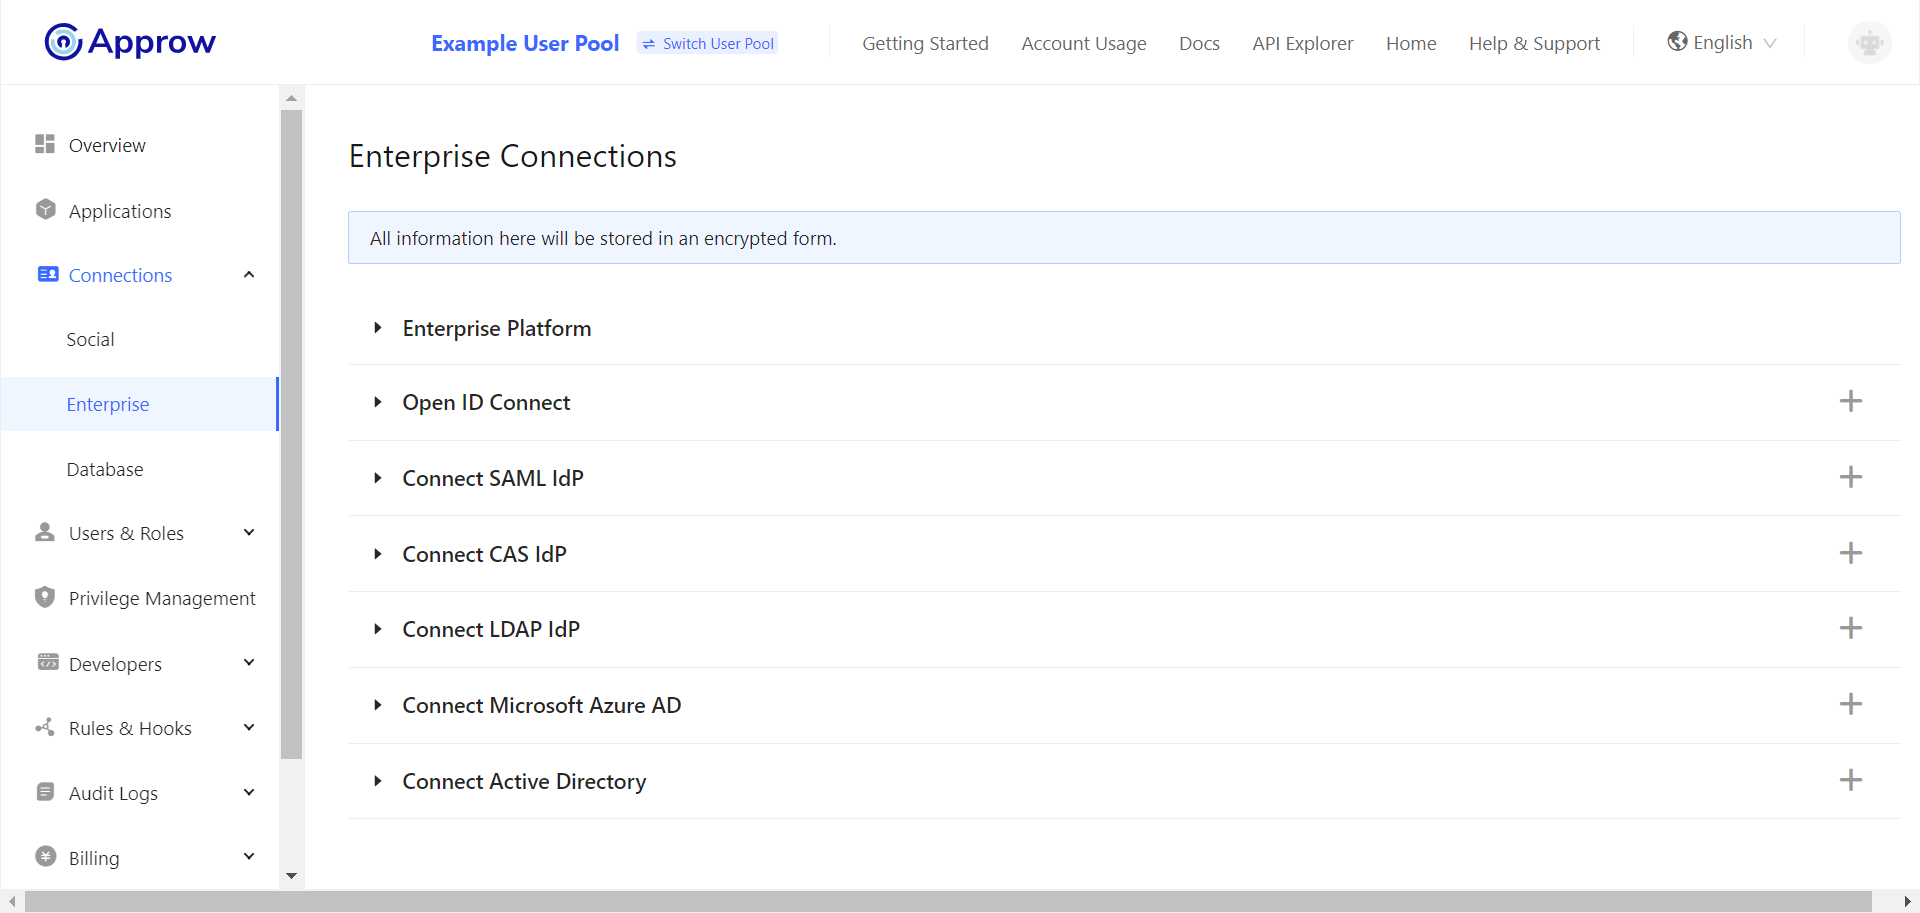 Approw
Example User Pool
Switch User Pool
Getting Started
Account Usage
Docs
API Explorer
Home
Help & Support
English
Overview
Applications
Connections
Social
Enterprise
Database
Users & Roles
Privilege Management
Developers
Rules & Hooks
Audit Logs
Billing
Enterprise Connections
All information here will be stored in an encrypted form.
Enterprise Platform
Open ID Connect
Connect SAML IdP
Connect CAS IdP
Connect LDAP IdP
Connect Microsoft Azure AD
Connect Active Directory